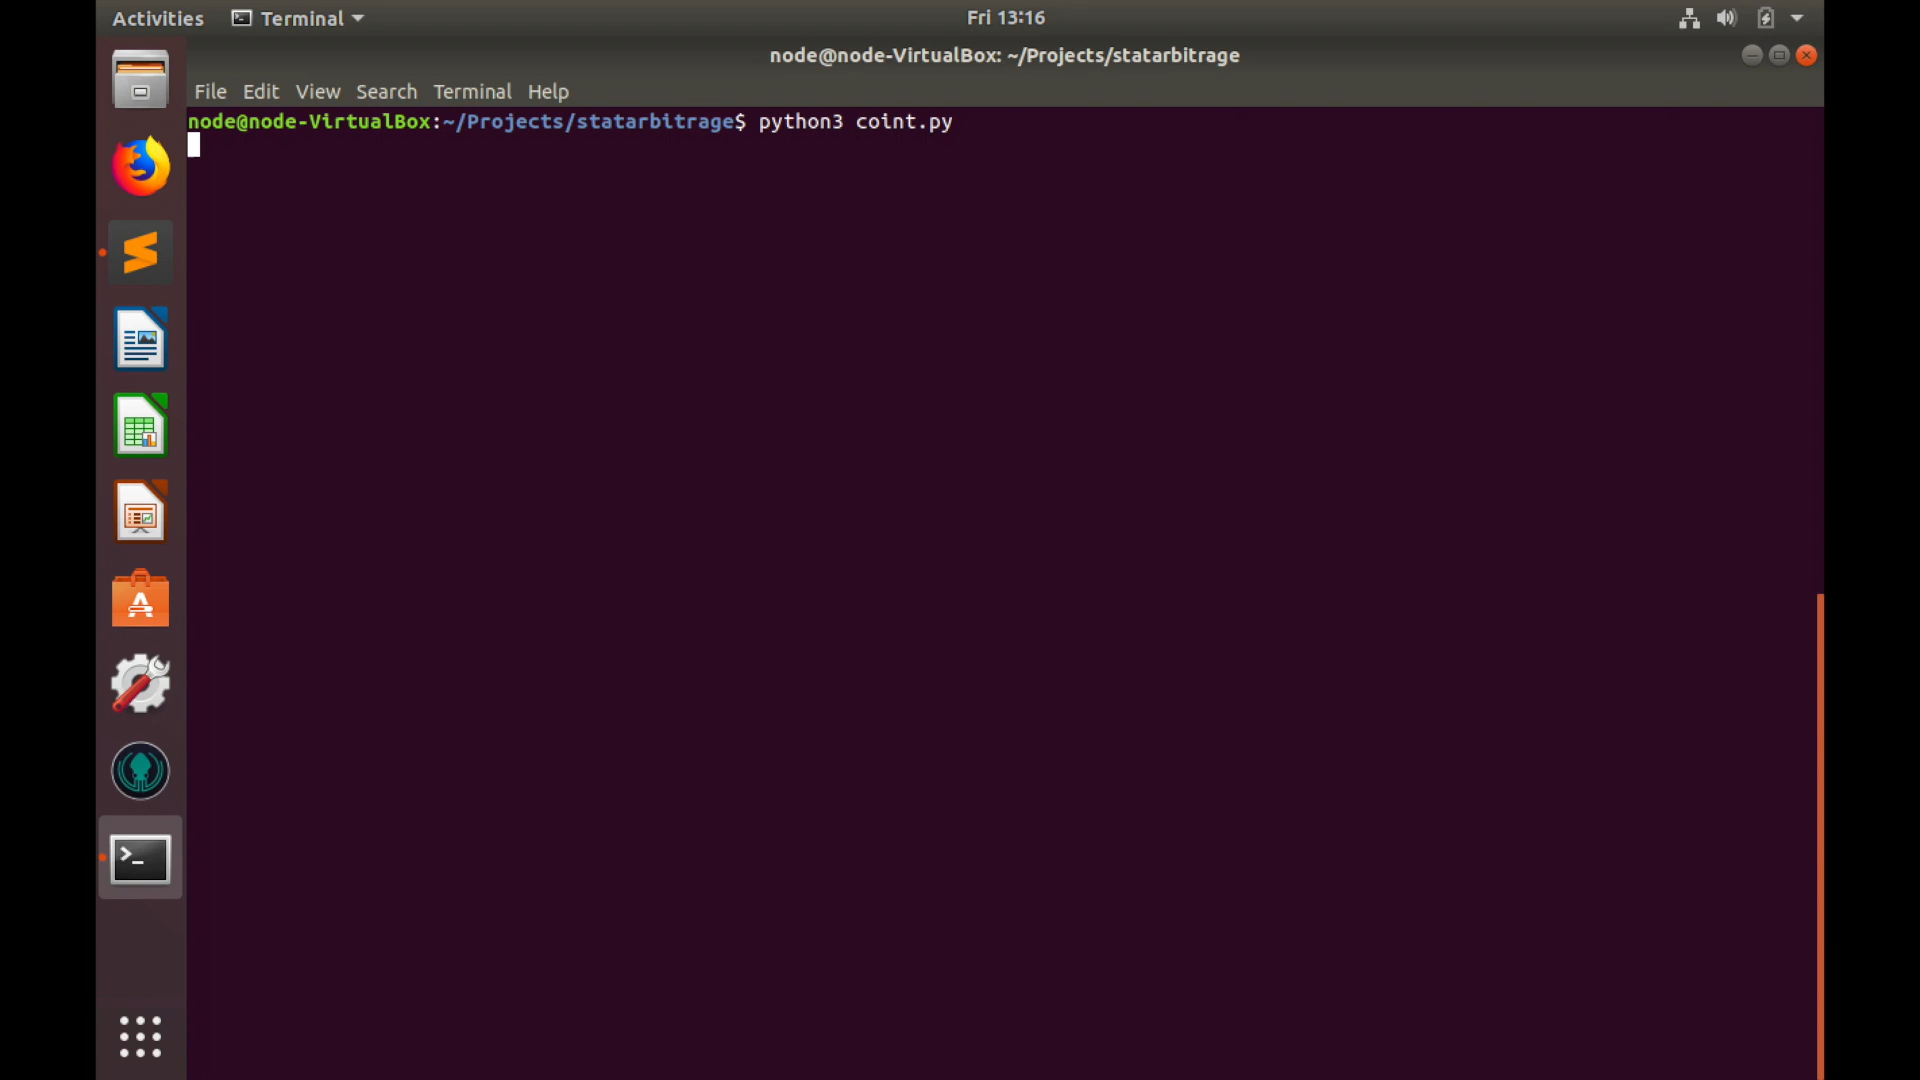 Activities Terminal Fri 13:16
node@node-VirtualBox: ~/Projects/statarbitrage
File Edit View Search Terminal Help
node@node-VirtualBox:~/Projects/statarbitrage$ python3 coint.py